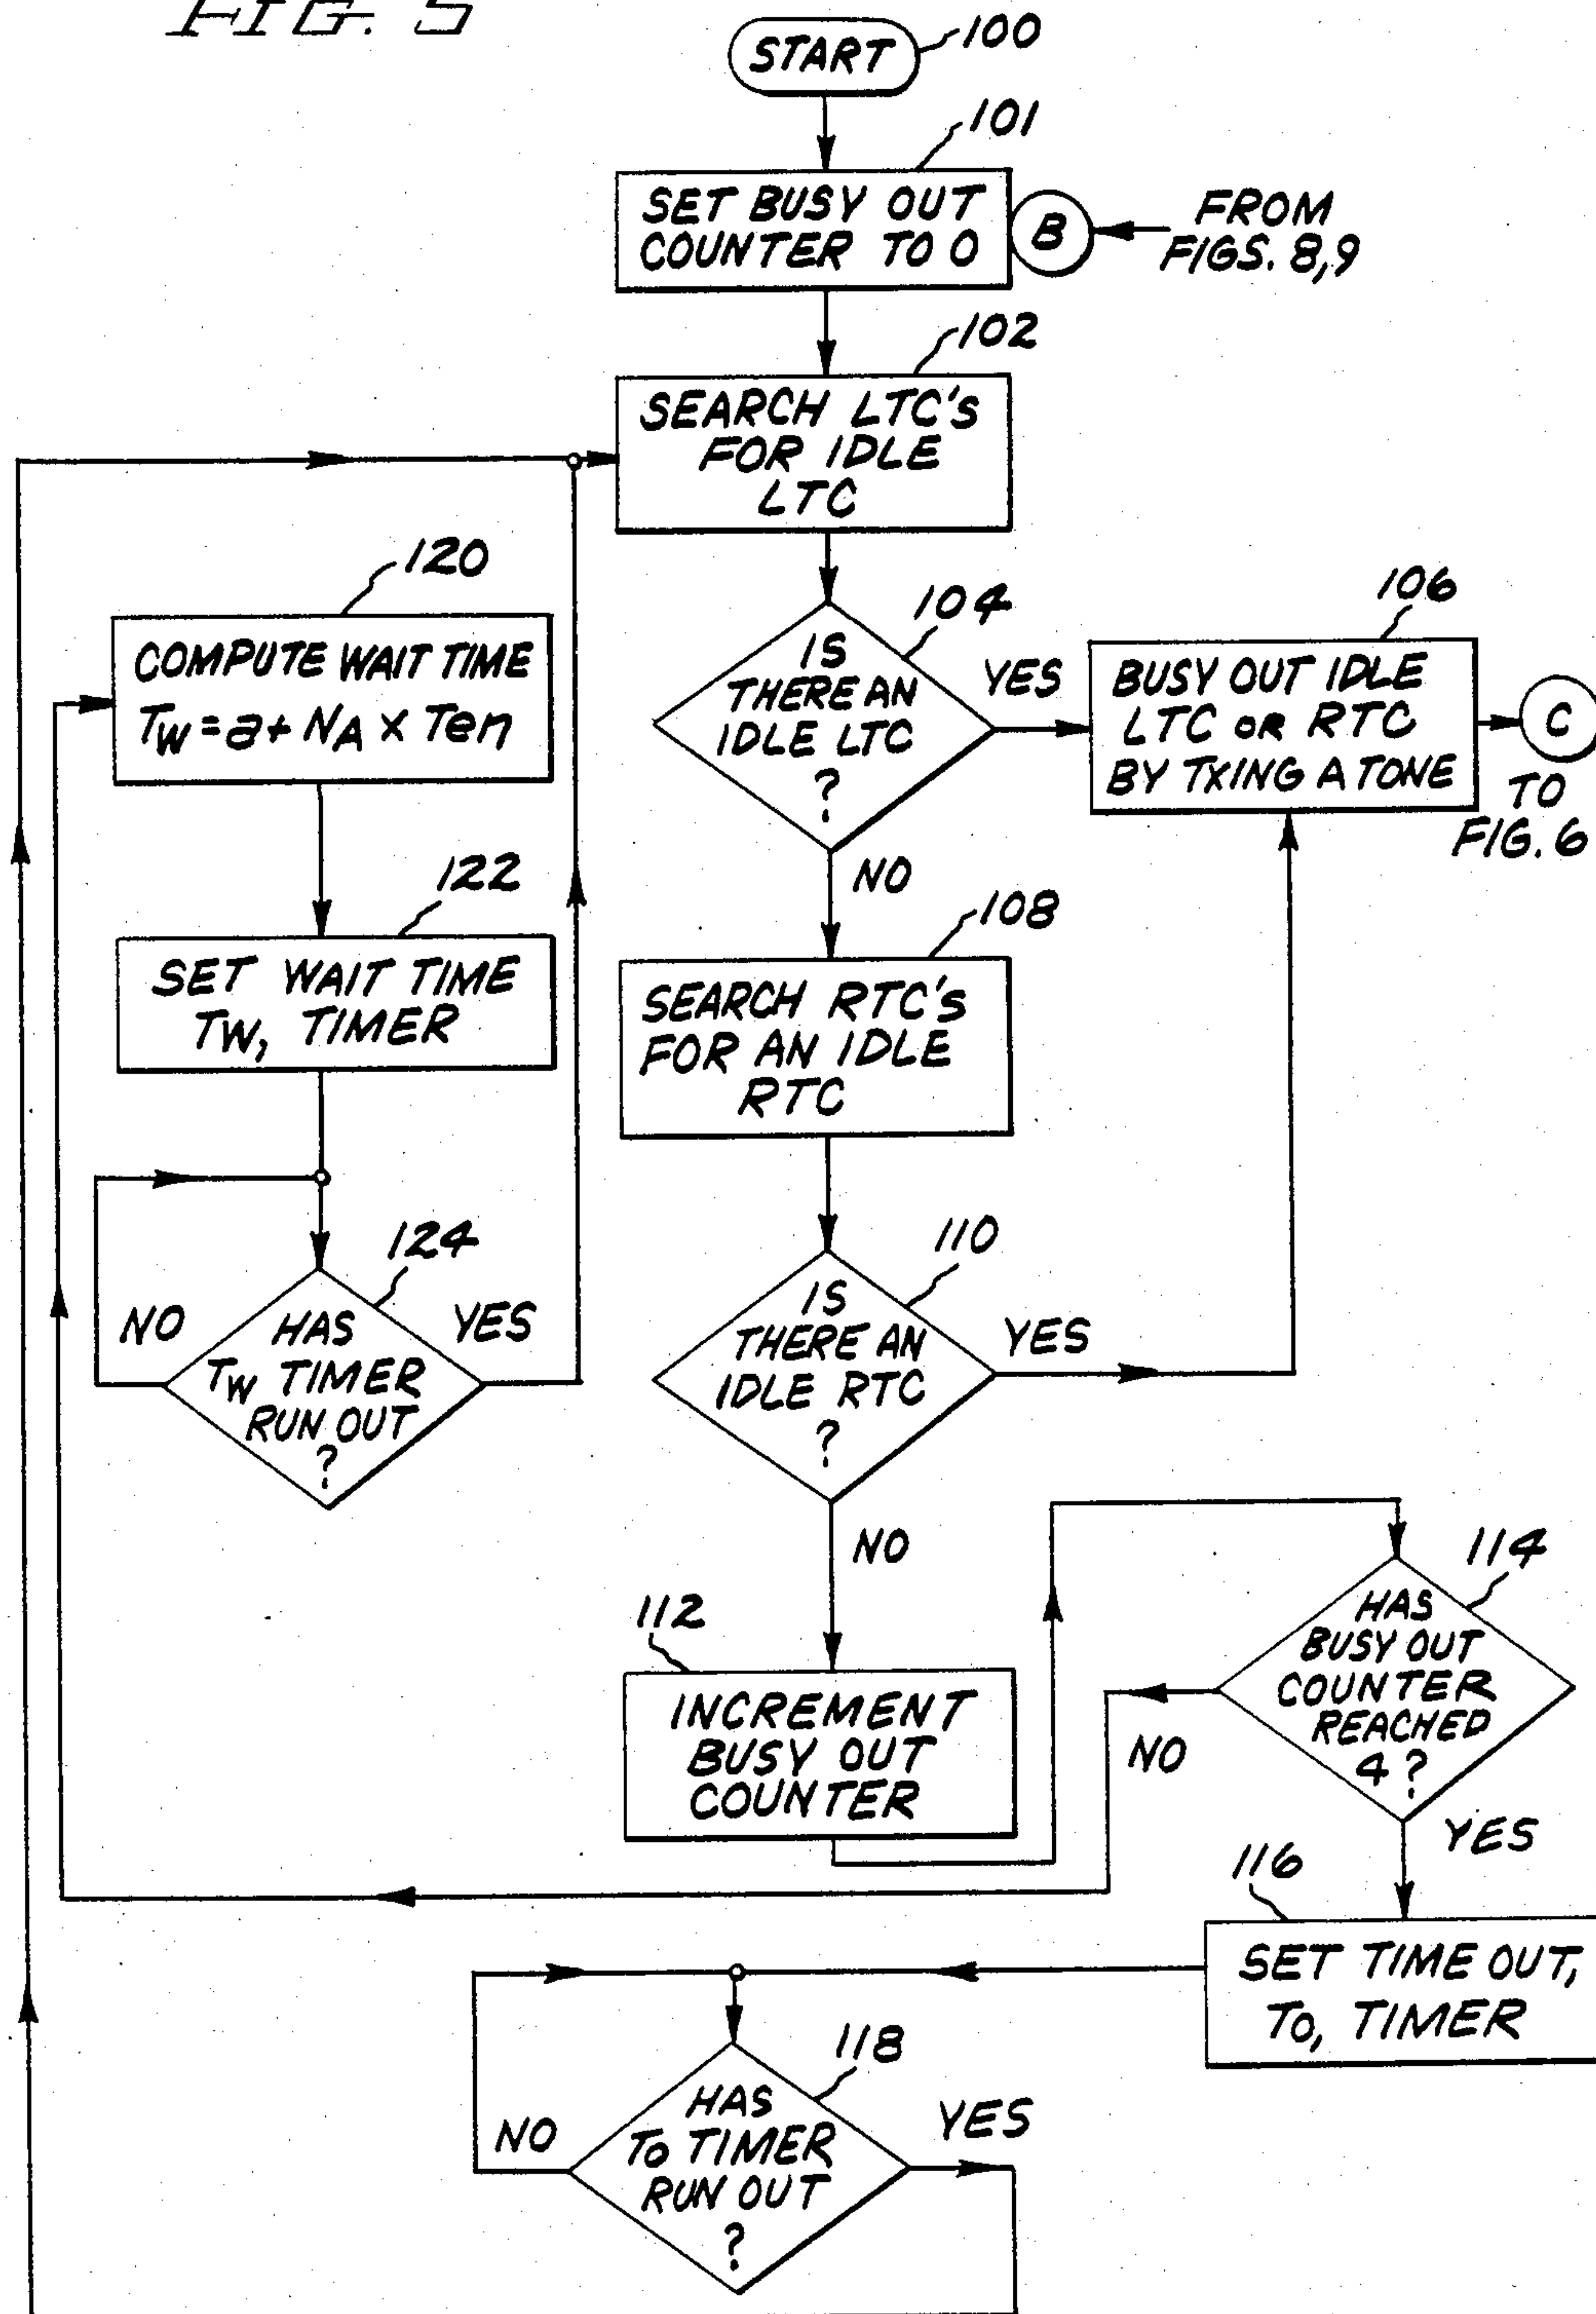 FIG. 5
START
100
101
SET BUSY OUT
COUNTER TO 0
B
FROM
FIGS. 8,9
102
SEARCH LTC's
FOR IDLE
LTC
120
COMPUTE WAIT TIME
TW = a + NA x Ten
104
IS
THERE AN
IDLE LTC
?
YES
NO
106
BUSY OUT IDLE
LTC OR RTC
BY TXING A TONE
C
TO
FIG. 6
122
SET WAIT TIME
TW, TIMER
108
SEARCH RTC's
FOR AN IDLE
RTC
124
HAS
TW TIMER
RUN OUT
?
NO
YES
110
IS
THERE AN
IDLE RTC
?
YES
NO
112
INCREMENT
BUSY OUT
COUNTER
114
HAS
BUSY OUT
COUNTER
REACHED
4 ?
NO
YES
116
SET TIME OUT,
TO, TIMER
118
HAS
TO TIMER
RUN OUT
?
NO
YES